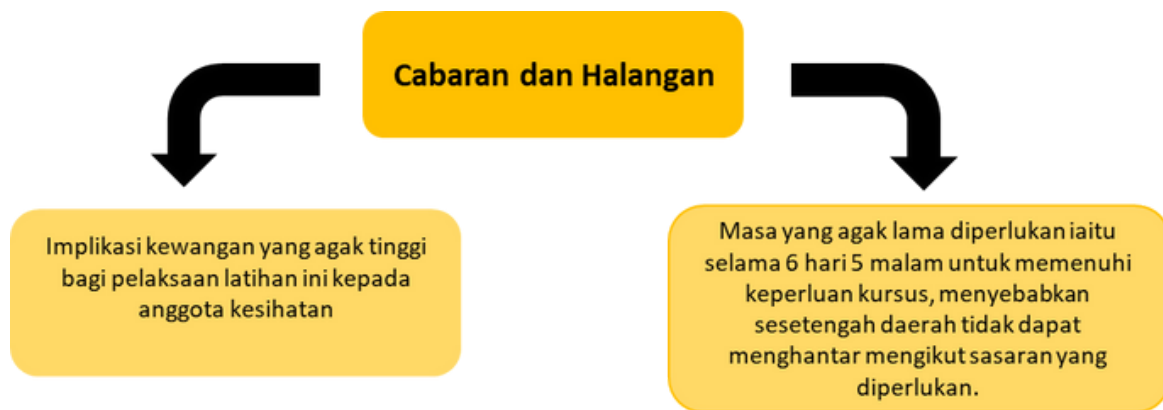 Cabaran dan Halangan
Implikasi kewangan yang agak tinggi
bagi pelaksaan latihan ini kepada
anggota kesihatan
Masa yang agak lama diperlukan iaitu
selama 6 hari 5 malam untuk memenuhi
keperluan kursus, menyebabkan
sesetengah daerah tidak dapat
menghantar mengikut sasaran yang
diperlukan.